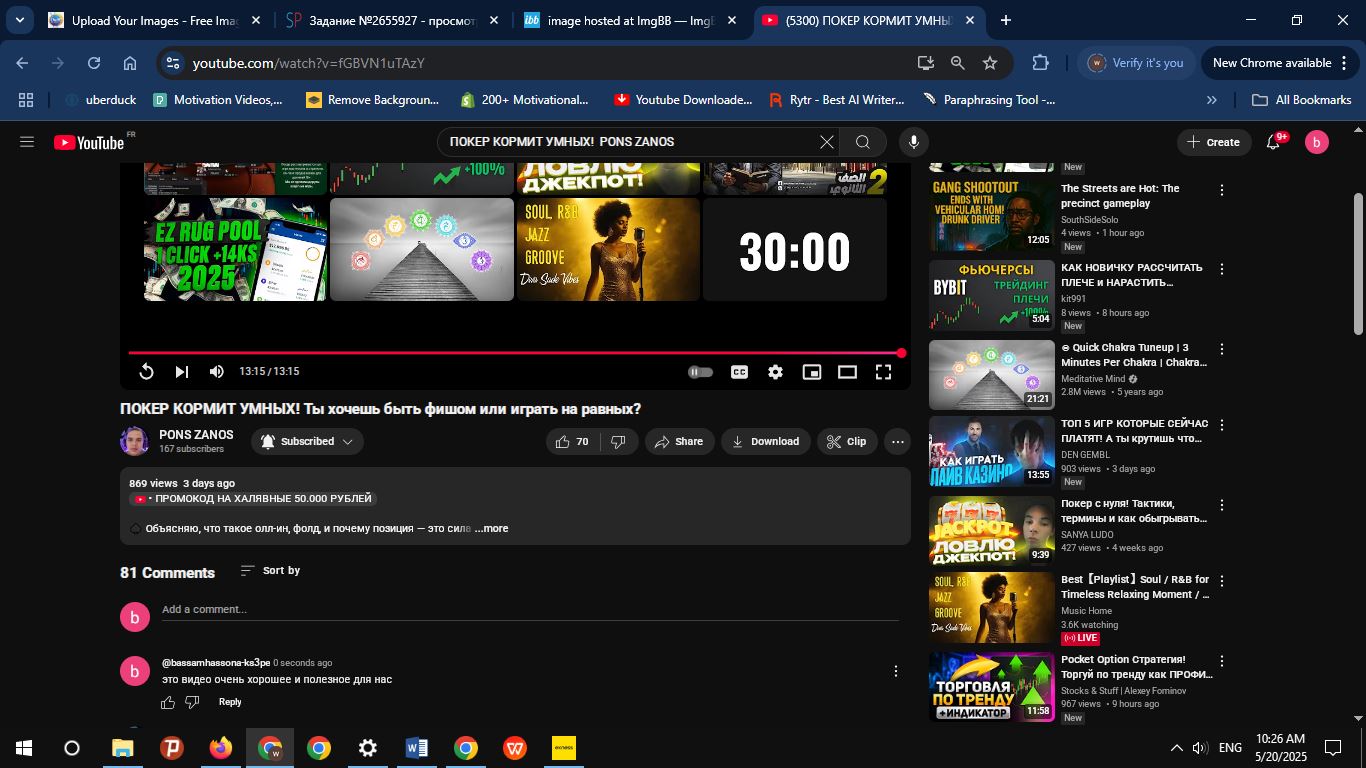 Upload Your Images - Free Imag
Задание №2655927 - просмот
image hosted at ImgBB — ImgB
(5300) ПОКЕР КОРМИТ УМНЫ
youtube.com/watch?v=fGBVN1uTAzY
Verify it's you
New Chrome available
uberduck
Motivation Videos,...
Remove Backgroun...
200+ Motivational...
Youtube Downloade...
Rytr - Best AI Writer...
Paraphrasing Tool -...
All Bookmarks
YouTube FR
ПОКЕР КОРМИТ УМНЫХ! PONS ZANOS
Create
9+
b
+100%
ДЖЕКПОТ!
EZ RUG POOL
1 CLICK +14K$
2025
SOUL, R&B
JAZZ
GROOVE
Diva Sade Vibes
30:00
13:15 / 13:15
CC
ПОКЕР КОРМИТ УМНЫХ! Ты хочешь быть фишом или играть на равных?
PONS ZANOS
167 subscribers
Subscribed
70
Share
Download
Clip
869 views 3 days ago
• ПРОМОКОД НА ХАЛЯВНЫЕ 50.000 РУБЛЕЙ
Объясняю, что такое олл-ин, фолд, и почему позиция — это сила ...more
81 Comments
Sort by
b
Add a comment...
b
@bassamhassona-ks3pe 0 seconds ago
это видео очень хорошее и полезное для нас
Reply
New
GANG SHOOTOUT
ENDS WITH
VEHICULAR HOMI
DRUNK DRIVER
12:05
The Streets are Hot: The
precinct gameplay
SouthSideSolo
4 views • 1 hour ago
New
ФЬЮЧЕРСЫ
BYBIT
ТРЕЙДИНГ
ПЛЕЧИ
+100%
5:04
КАК НОВИЧКУ РАССЧИТАТЬ
ПЛЕЧЕ и НАРАСТИТЬ...
kit991
8 views • 8 hours ago
New
21:21
Quick Chakra Tuneup | 3
Minutes Per Chakra | Chakra...
Meditative Mind
2.8M views • 5 years ago
КАК ИГРАТЬ
ЛАЙВ КАЗИНО
13:55
ТОП 5 ИГР КОТОРЫЕ СЕЙЧАС
ПЛАТЯТ! А ты крутишь что...
DEN GEMBL
903 views • 3 days ago
New
JACKPOT
ЛОВЛЮ
ДЖЕКПОТ!
9:39
Покер с нуля! Тактики,
термины и как обыгрывать...
SANYA LUDO
427 views • 4 weeks ago
SOUL, R&B
JAZZ
GROOVE
Diva Sade Vibes
Best【Playlist】Soul / R&B for
Timeless Relaxing Moment / ...
Music Home
3.6K watching
LIVE
ТОРГОВЛЯ
ПО ТРЕНДУ
+ИНДИКАТОР
11:58
Pocket Option Стратегия!
Торгуй по тренду как ПРОФИ...
Stocks & Stuff | Alexey Fominov
967 views • 9 hours ago
New
exness
ENG
10:26 AM
5/20/2025